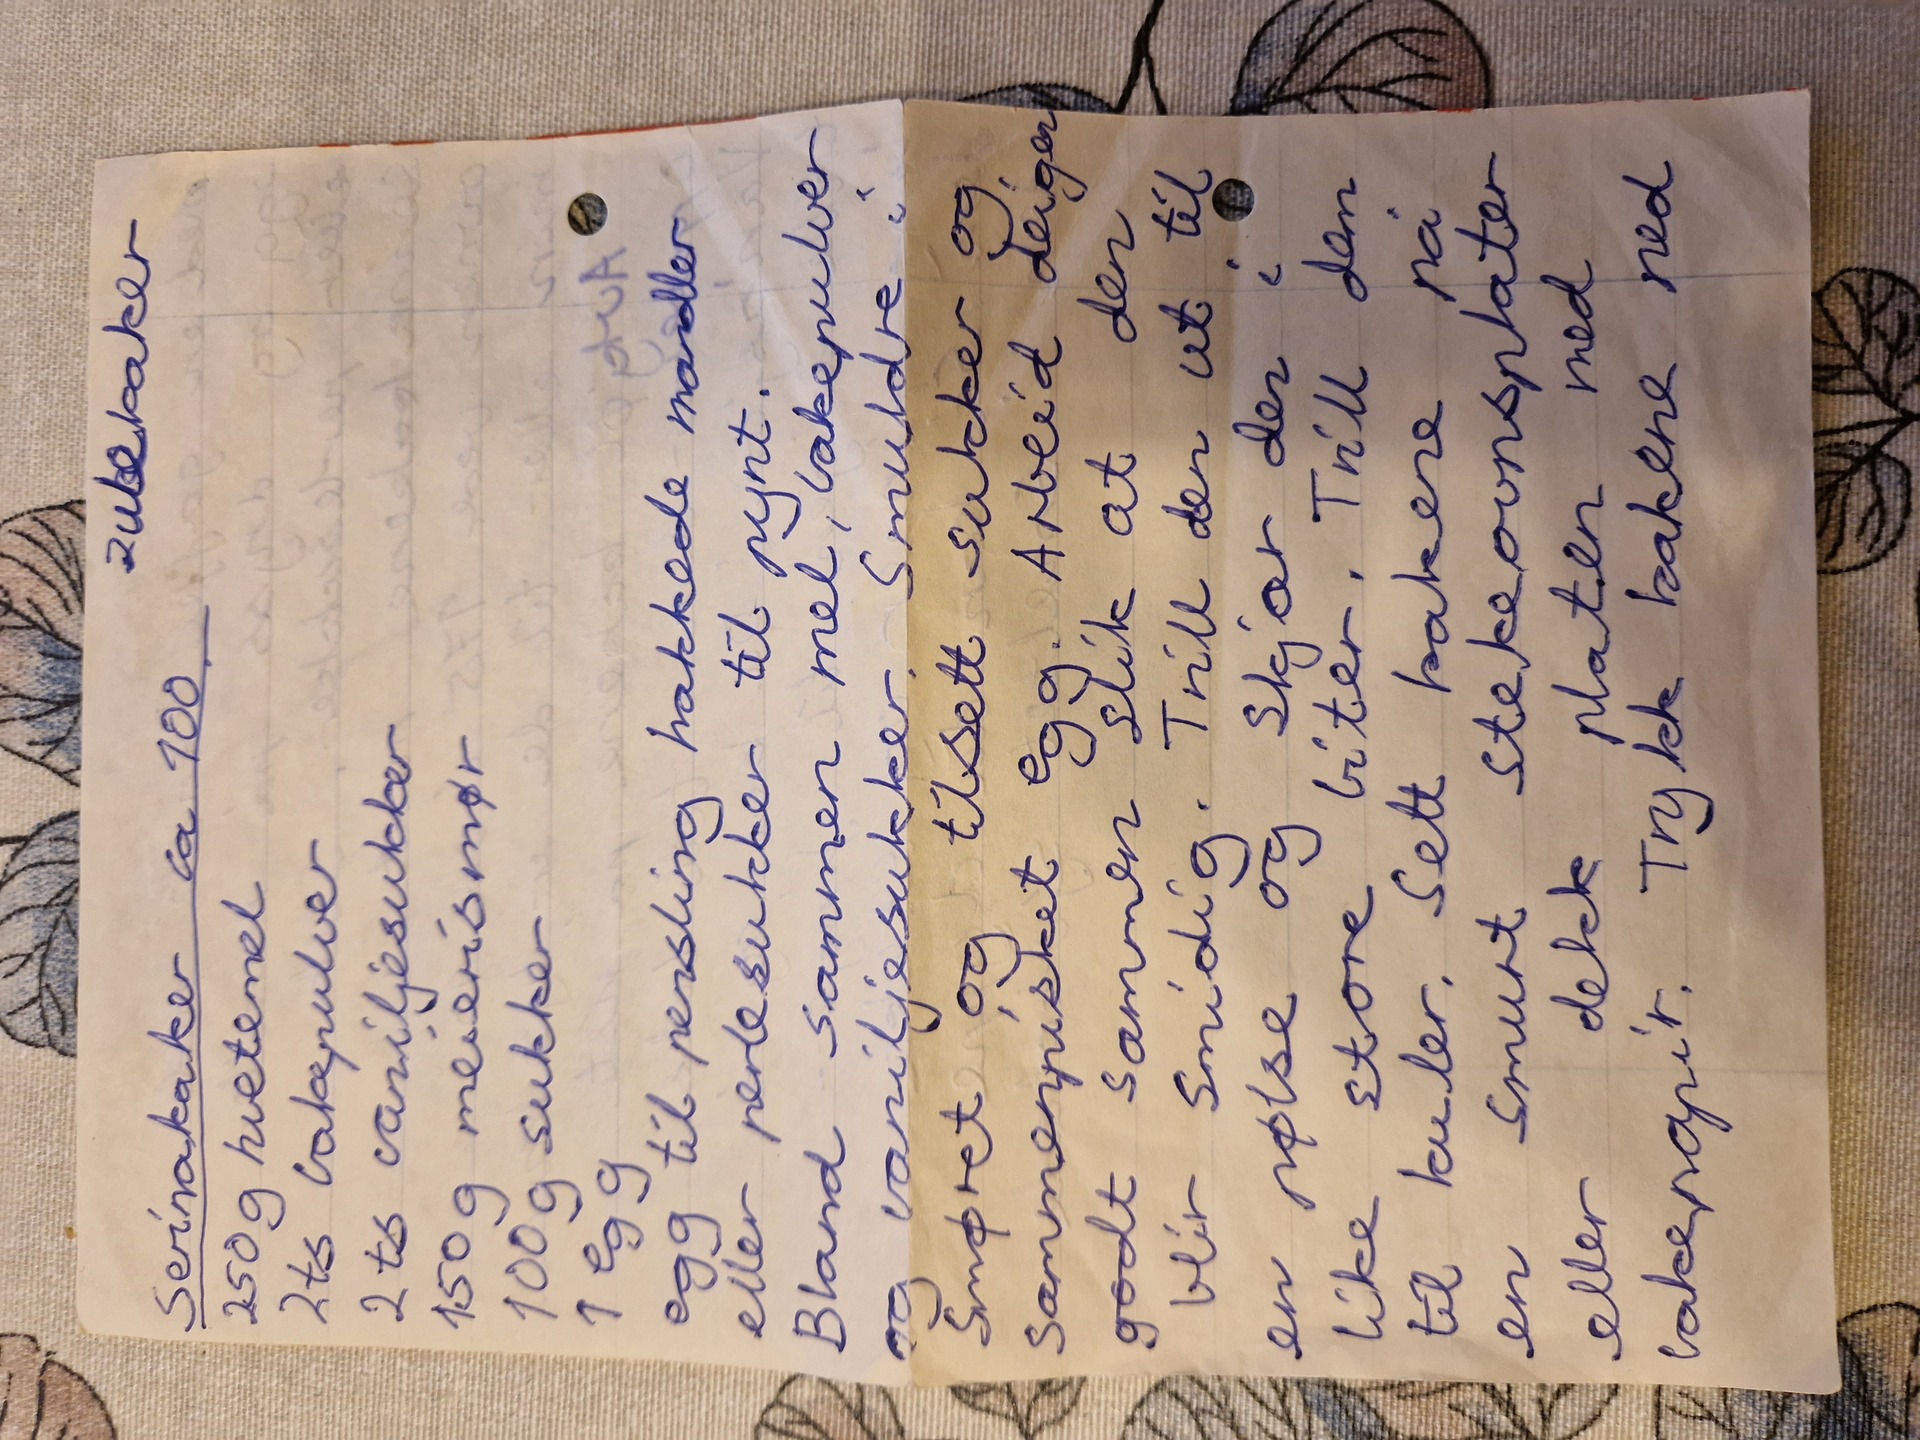 kaker
Serinakaker ca 100.
250g hvetemel
2ts bakepulver
2 ts vaniljesukker
150g meierismør
100g sukker
1 egg
egg til pensling hakkede mandler
eller perlesukker til pynt.
Bland sammen mel, bakepulver
og vaniljesukker. Smuldre i
Smøret og tilsett sukker og
sammenpisket egg. Arbeid deigen
godt sammen slik at den
blir smidig. Trill den ut til
en pølse og skjær den i
like store biter. Trill dem
til kuler. Sett kakene på
en smurt stekeovnsplater
eller dekk platen med
bakepapir. Trykk kakene ned